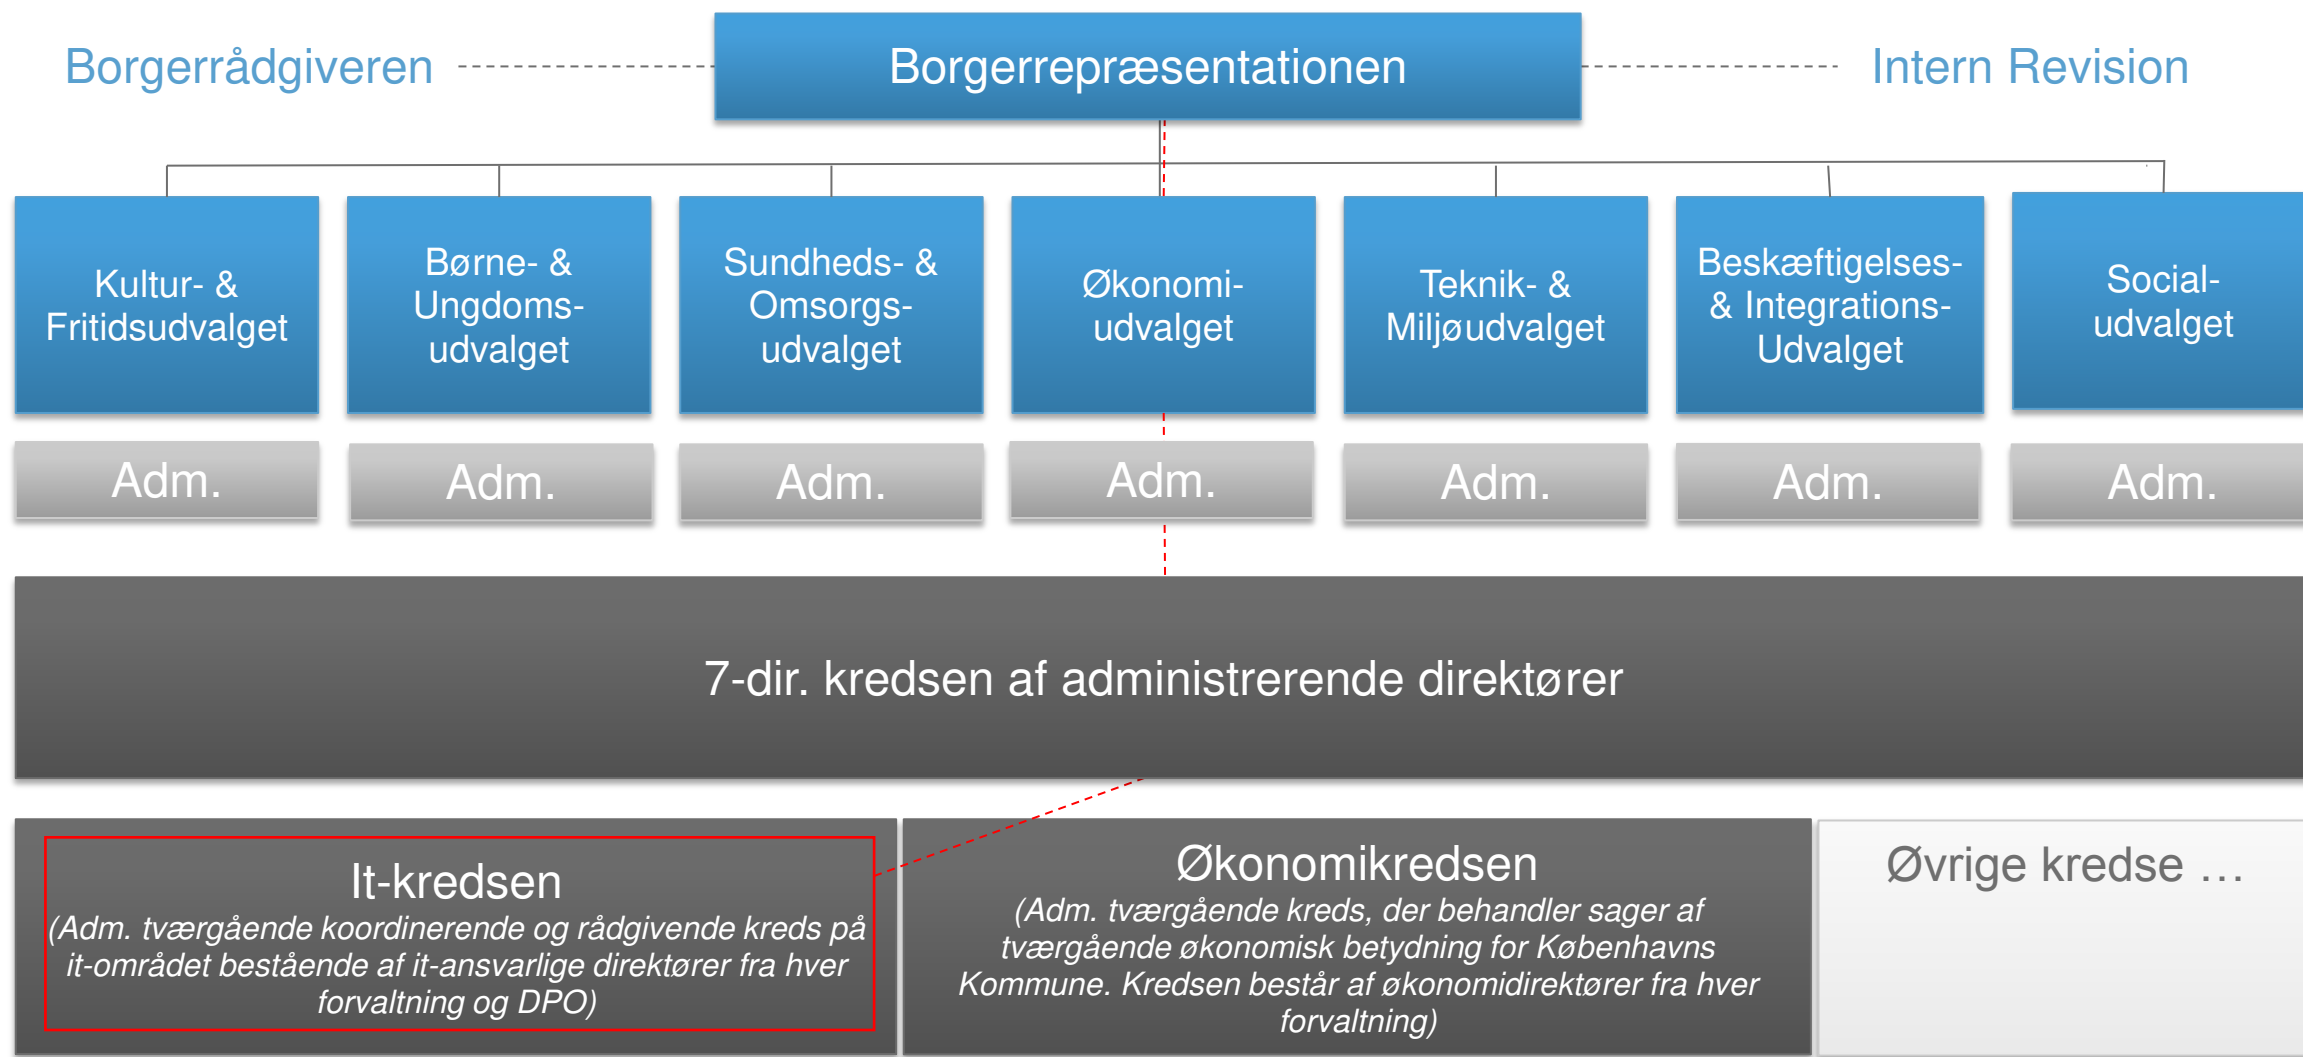 Borgerrådgiveren
Borgerrepræsentationen
Intern Revision
Kultur- &
Fritidsudvalget
Børne- &
Ungdoms-
udvalget
Sundheds- &
Omsorgs-
udvalget
Økonomi-
udvalget
Teknik- &
Miljøudvalget
Beskæftigelses-
& Integrations-
Udvalget
Social-
udvalget
Adm.
Adm.
Adm.
Adm.
Adm.
Adm.
Adm.
7-dir. kredsen af administrerende direktører
It-kredsen
(Adm. tværgående koordinerende og rådgivende kreds på
it-området bestående af it-ansvarlige direktører fra hver
forvaltning og DPO)
Økonomikredsen
(Adm. tværgående kreds, der behandler sager af
tværgående økonomisk betydning for Københavns
Kommune. Kredsen består af økonomidirektører fra hver
forvaltning)
Øvrige kredse …